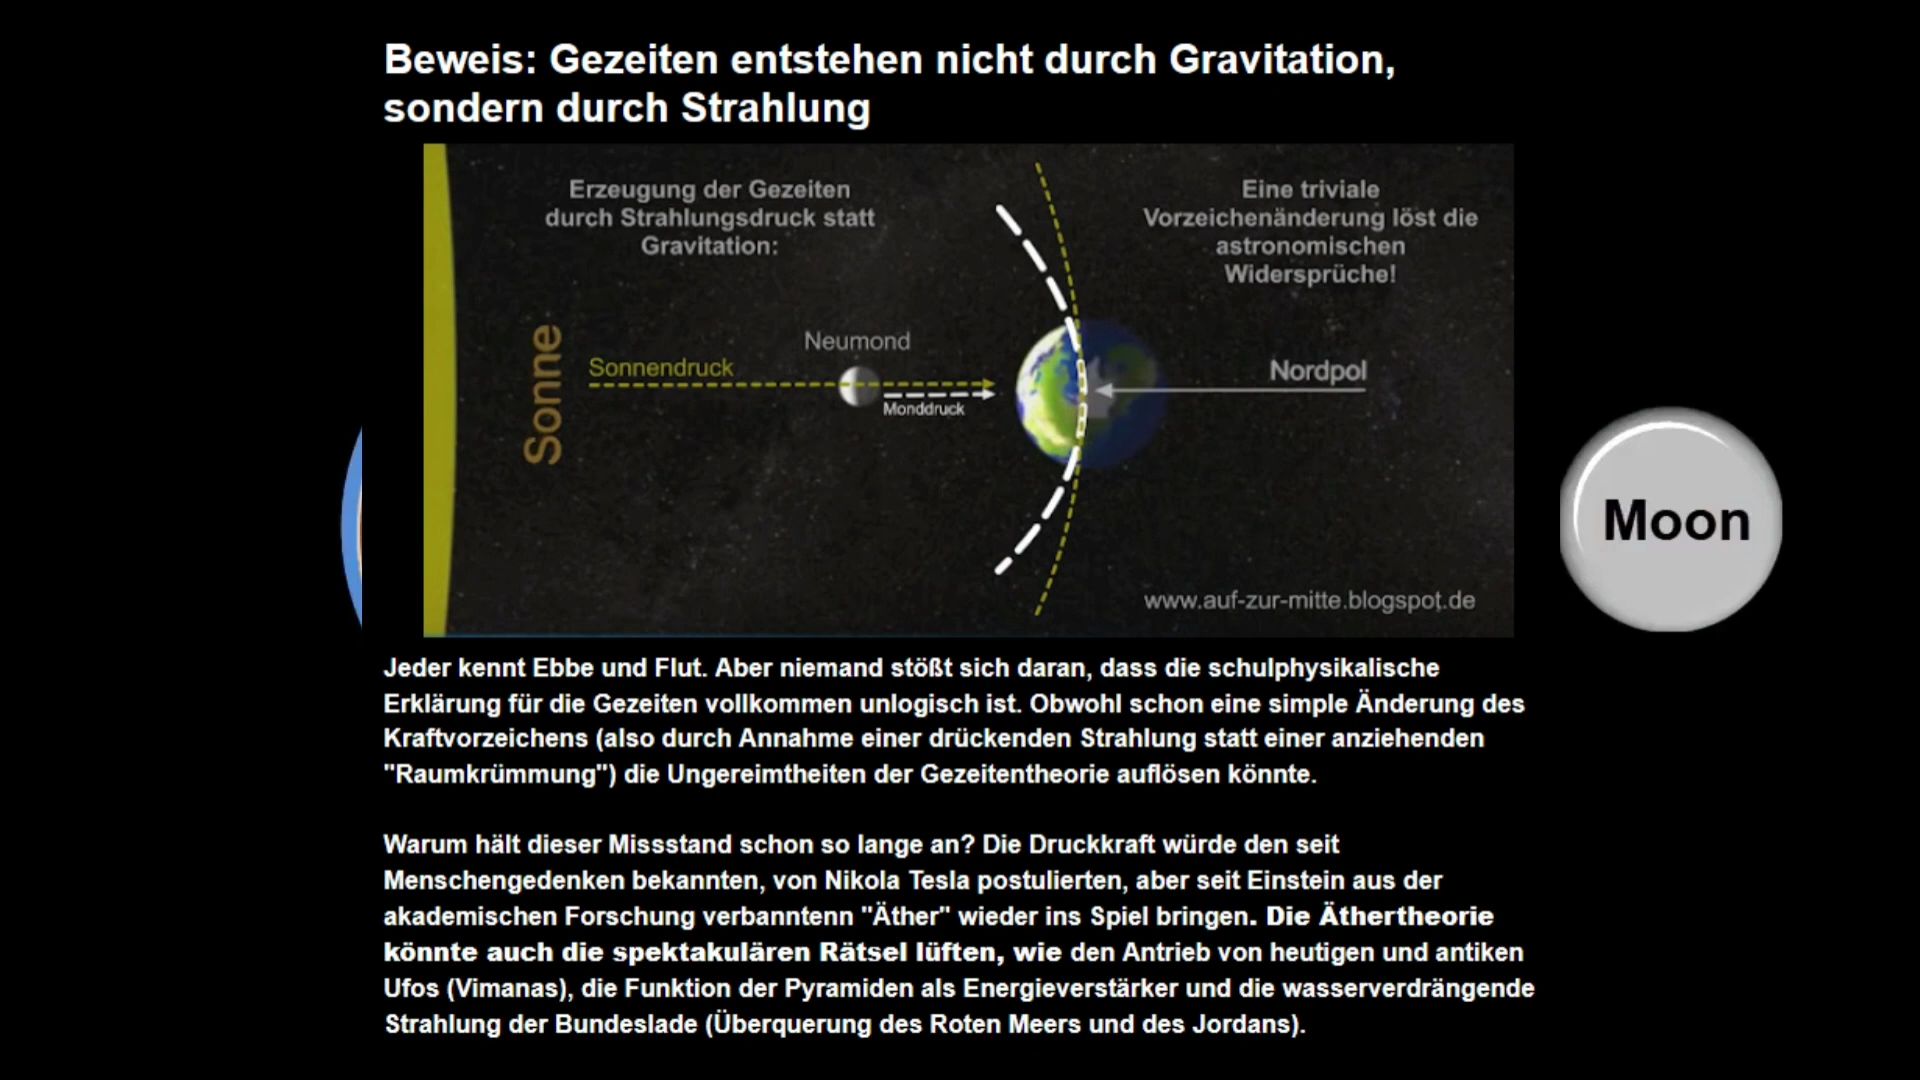 Beweis: Gezeiten entstehen nicht durch Gravitation,
sondern durch Strahlung
Erzeugung der Gezeiten
durch Strahlungsdruck statt
Gravitation:
Eine triviale
Vorzeichenänderung löst die
astronomischen
Widersprüche!
Sonne
Sonnendruck
Neumond
Monddruck
Nordpol
Moon
www.auf-zur-mitte.blogspot.de
Jeder kennt Ebbe und Flut. Aber niemand stößt sich daran, dass die schulphysikalische
Erklärung für die Gezeiten vollkommen unlogisch ist. Obwohl schon eine simple Änderung des
Kraftvorzeichens (also durch Annahme einer drückenden Strahlung statt einer anziehenden
"Raumkrümmung") die Ungereimtheiten der Gezeitentheorie auflösen könnte.
Warum hält dieser Missstand schon so lange an? Die Druckkraft würde den seit
Menschengedenken bekannten, von Nikola Tesla postulierten, aber seit Einstein aus der
akademischen Forschung verbanntenn "Äther" wieder ins Spiel bringen. Die Äthertheorie
könnte auch die spektakulären Rätsel lüften, wie den Antrieb von heutigen und antiken
Ufos (Vimanas), die Funktion der Pyramiden als Energieverstärker und die wasserverdrängende
Strahlung der Bundeslade (Überquerung des Roten Meers und des Jordans).